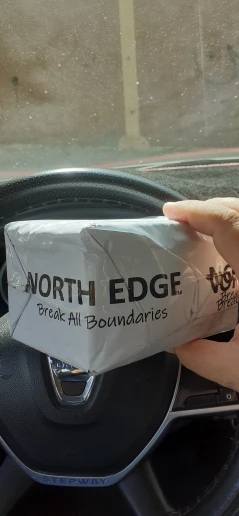 NORTH EDGE
Break All Boundaries
STEPWAY